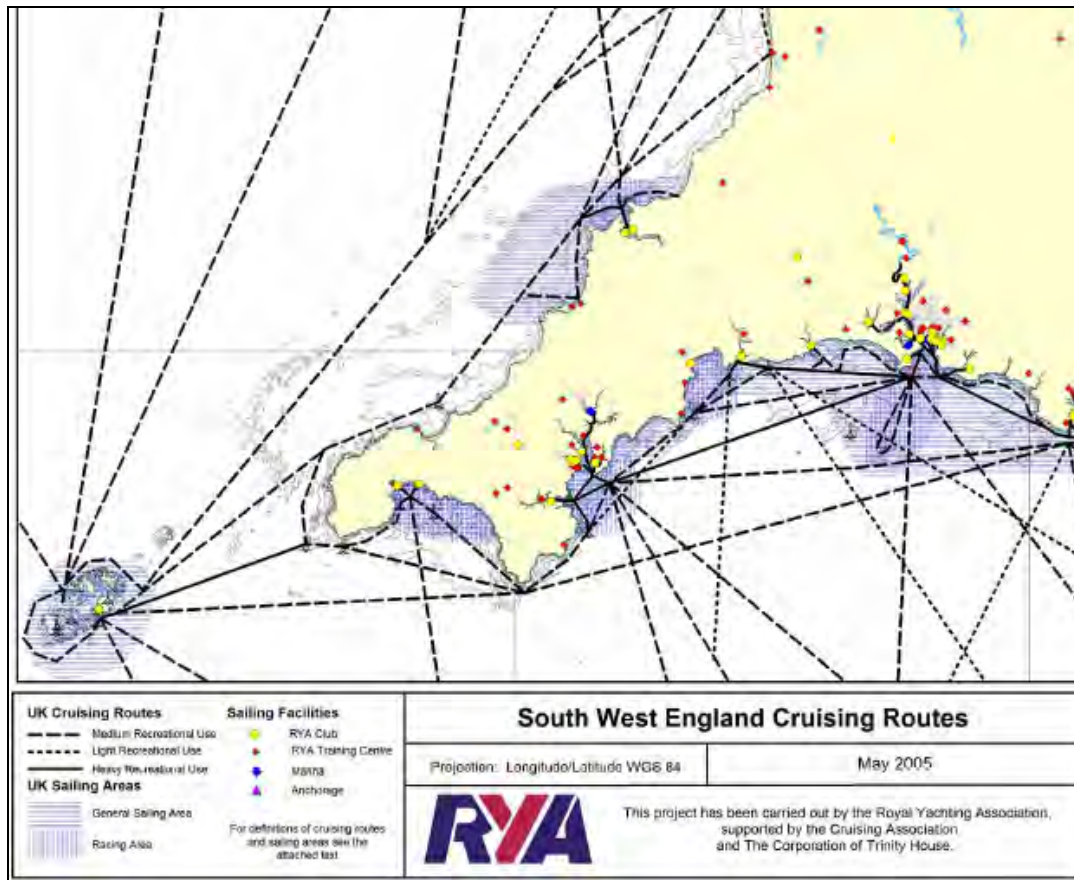 UK Cruising Routes
Medium Recreational Use
Light Recreational Use
Heavy Recreational Use
UK Sailing Areas
General Sailing Area
Racing Area
Sailing Facilities
RYA Club
RYA Training Centre
Marina
Anchorage
For definitions of cruising routes
and sailing areas see the
attached text
South West England Cruising Routes
Projection: Longitude/Latitude WGS 84
May 2005
RYA
This project has been carried out by the Royal Yachting Association,
supported by the Cruising Association
and The Corporation of Trinity House.